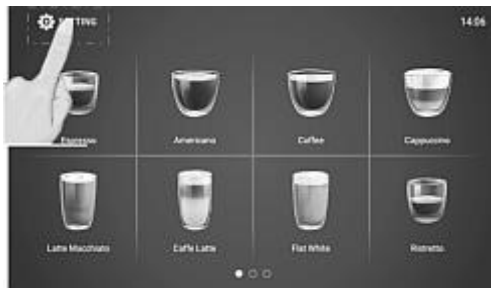 SETTING
14:06
Espresso
Americano
Coffee
Cappuccino
Latte Macchiato
Caffe Latte
Flat White
Ristretto